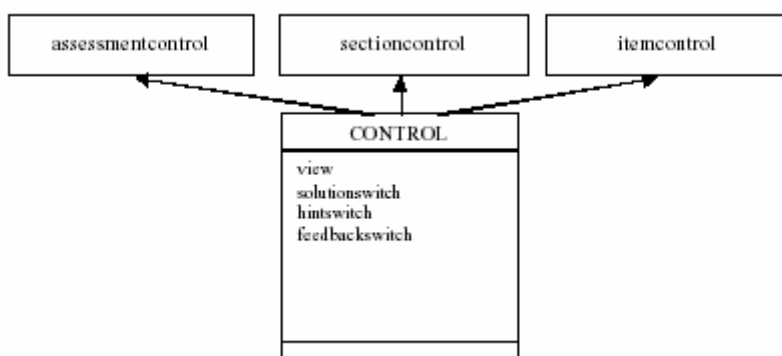 assessmentcontrol
sectioncontrol
itemcontrol
CONTROL
view
solutionswitch
hintswitch
feedbackswitch